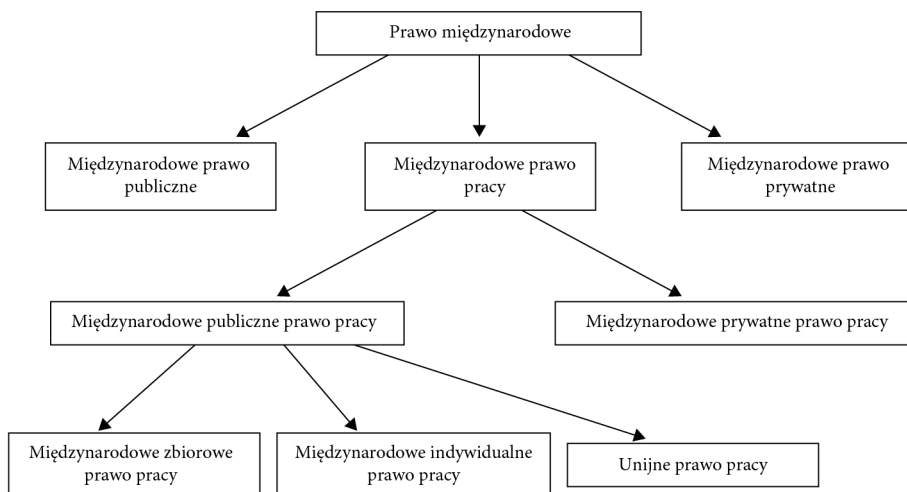 Prawo międzynarodowe
Międzynarodowe prawo
publiczne
Międzynarodowe prawo
pracy
Międzynarodowe prawo
prywatne
Międzynarodowe publiczne prawo pracy
Międzynarodowe prywatne prawo pracy
Międzynarodowe zbiorowe
prawo pracy
Międzynarodowe indywidualne
prawo pracy
Unijne prawo pracy